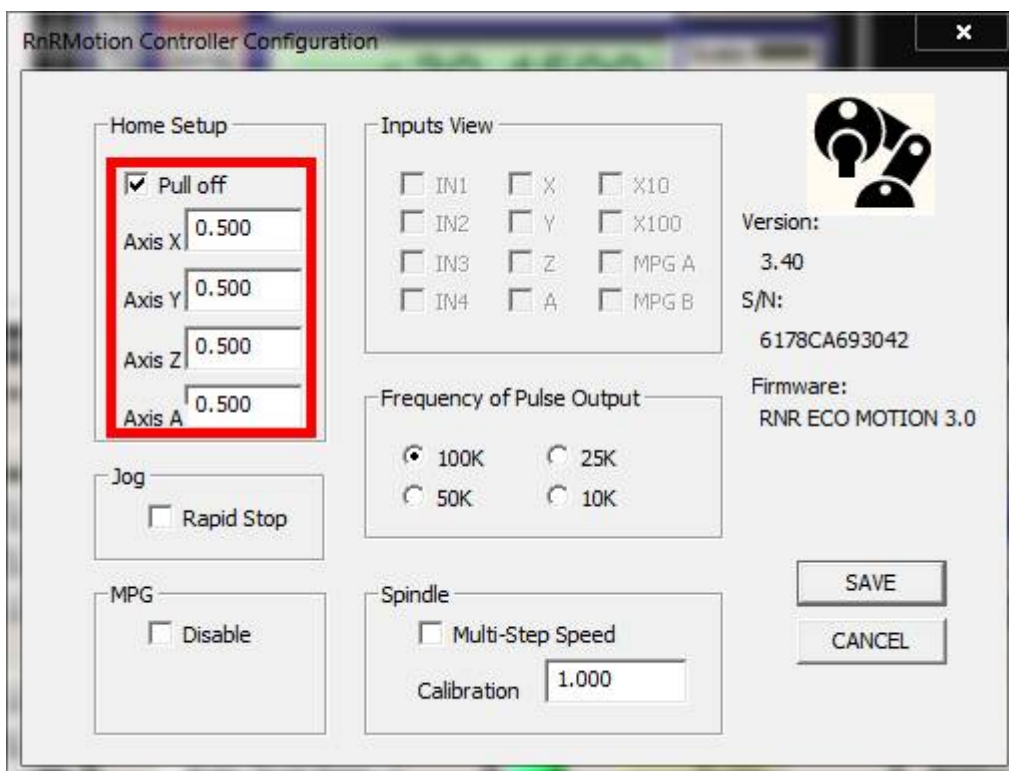 RnRMotion Controller Configuration
Home Setup
Pull off
Axis X 0.500
Axis Y 0.500
Axis Z 0.500
Axis A 0.500
Jog
Rapid Stop
MPG
Disable
Inputs View
IN1 X X10
IN2 Y X100
IN3 Z MPG A
IN4 A MPG B
Frequency of Pulse Output
100K 25K
50K 10K
Spindle
Multi-Step Speed
Calibration 1.000
Version:
3.40
S/N:
6178CA693042
Firmware:
RNR ECO MOTION 3.0
SAVE
CANCEL